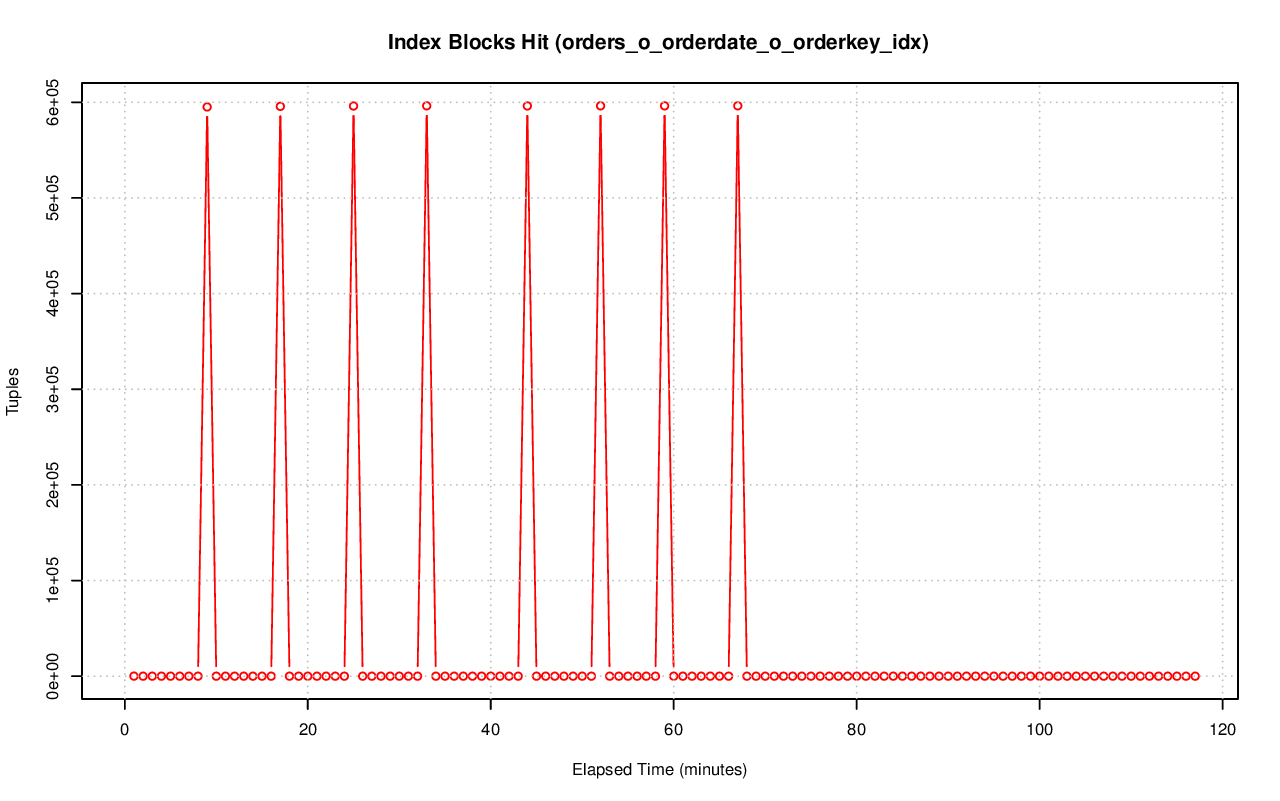 Index Blocks Hit (orders_o_orderdate_o_orderkey_idx)
Tuples
6e+05
5e+05
4e+05
3e+05
2e+05
1e+05
0e+00
0 20 40 60 80 100 120
Elapsed Time (minutes)